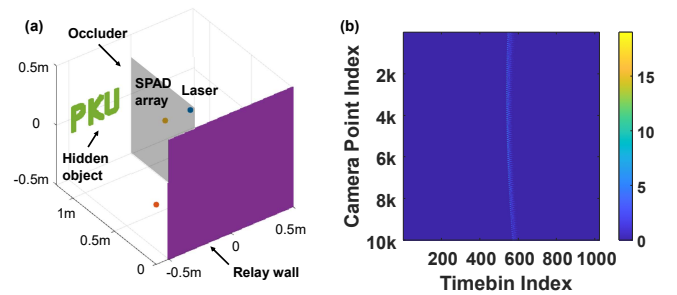 (a)
Occluder
0.5m
SPAD
array
Laser
PKU
0
Hidden
object
-0.5m
1m
0.5m
0
-0.5m
0
0.5m
Relay wall
(b)
Camera Point Index
2k
4k
6k
8k
10k
200 400 600 800 1000
Timebin Index
15
10
5
0